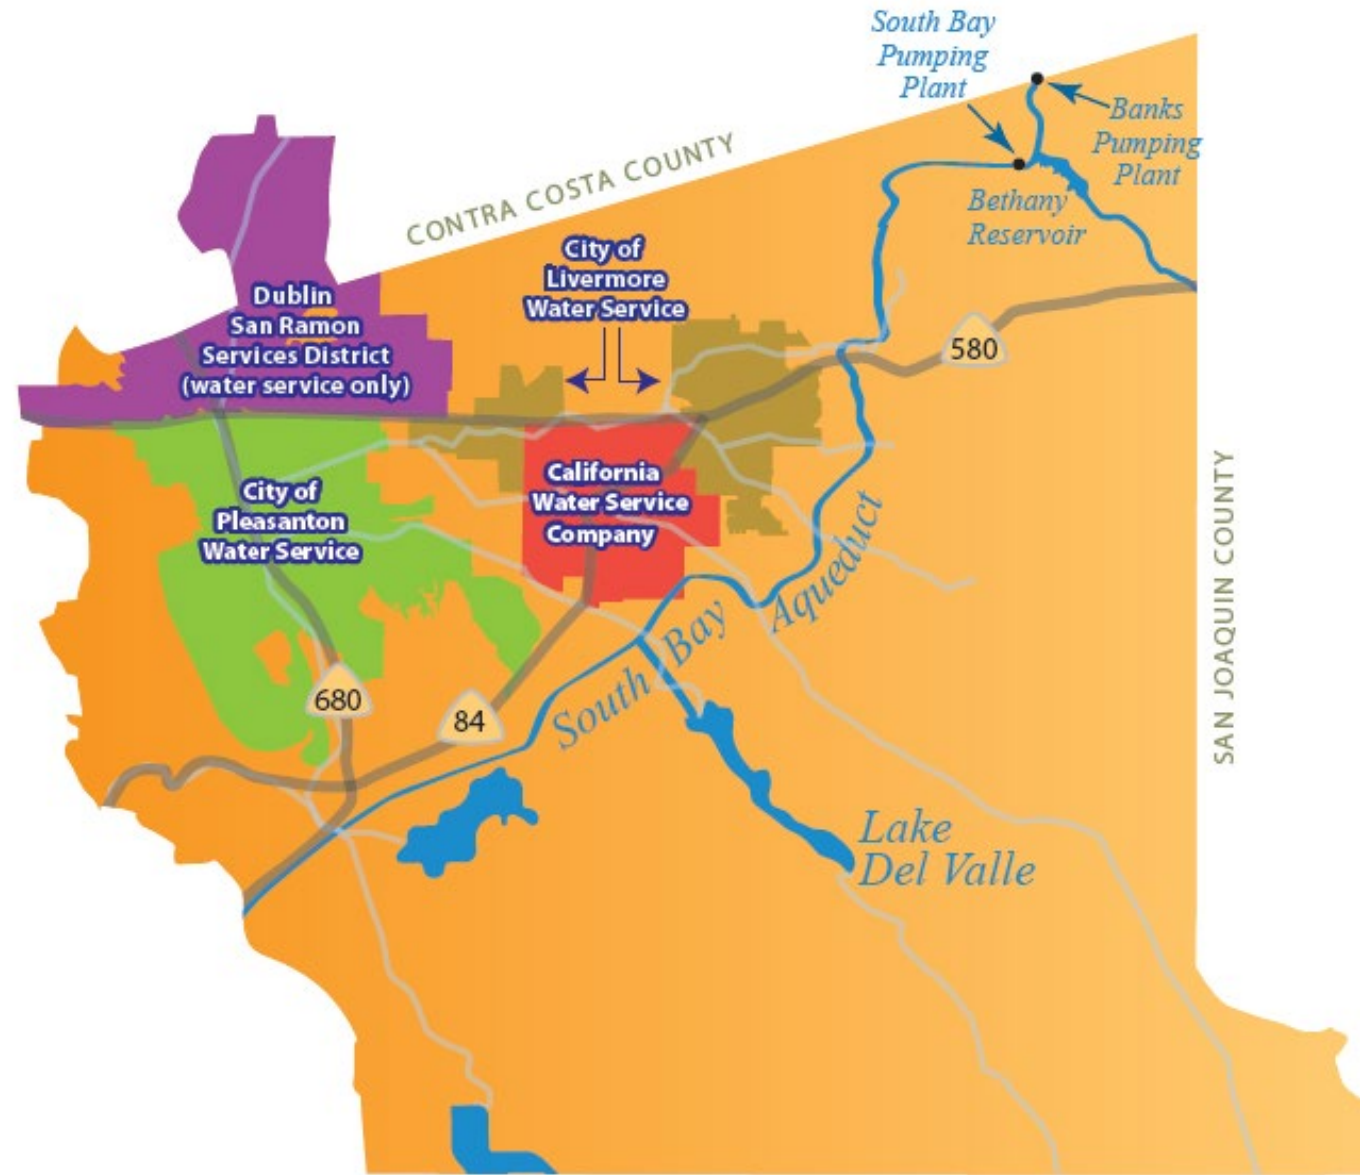 South Bay
Pumping
Plant
Banks
Pumping
Plant
Bethany
Reservoir
CONTRA COSTA COUNTY
City of
Livermore
Water Service
Dublin
San Ramon
Services District
(water service only)
580
California
Water Service
Company
City of
Pleasanton
Water Service
South Bay Aqueduct
SAN JOAQUIN COUNTY
680
84
Lake
Del Valle